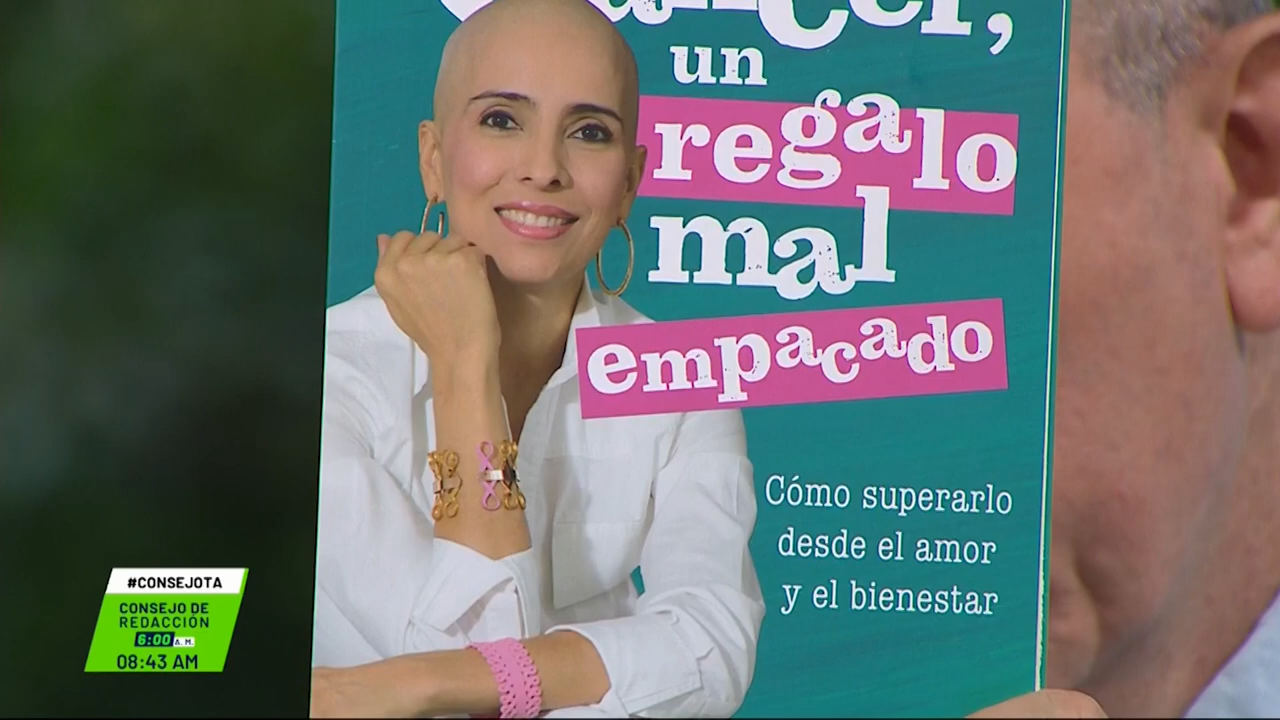 Cáncer,
un
regalo
mal
empacado
Cómo superarlo
desde el amor
y el bienestar
#CONSEJOTA
CONSEJO DE
REDACCIÓN
6:00 A.M.
08:43 AM